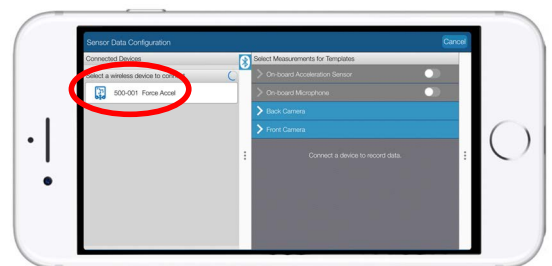 Sensor Data Configuration
Cancel
Connected Devices
Select a wireless device to
500-001 Force Accel
Select Measurements for Templates
On-board Acceleration Sensor
On-board Microphone
Back Camera
Front Camera
Connect a device to record data.